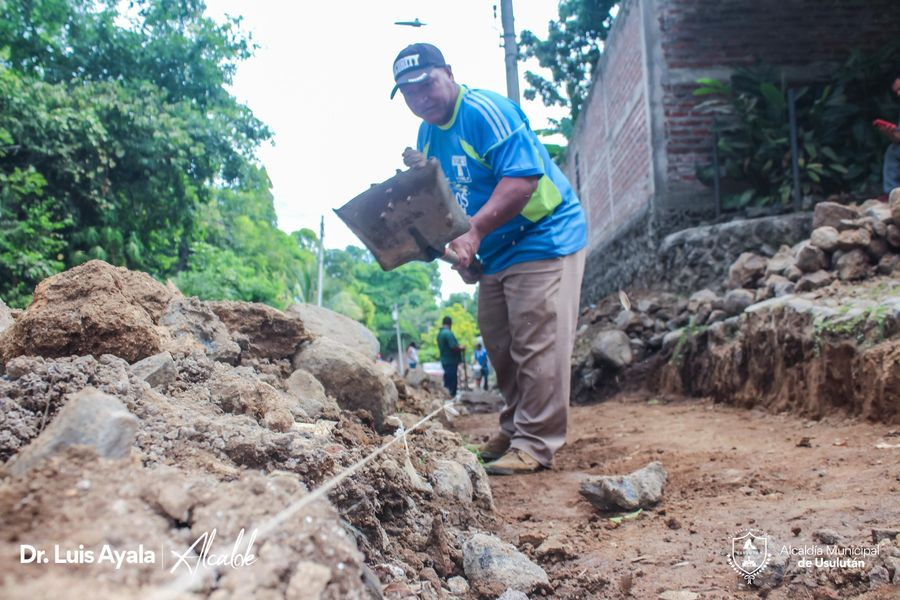 Dr. Luis Ayala | Alcalde
Alcaldía Municipal
de Usulután